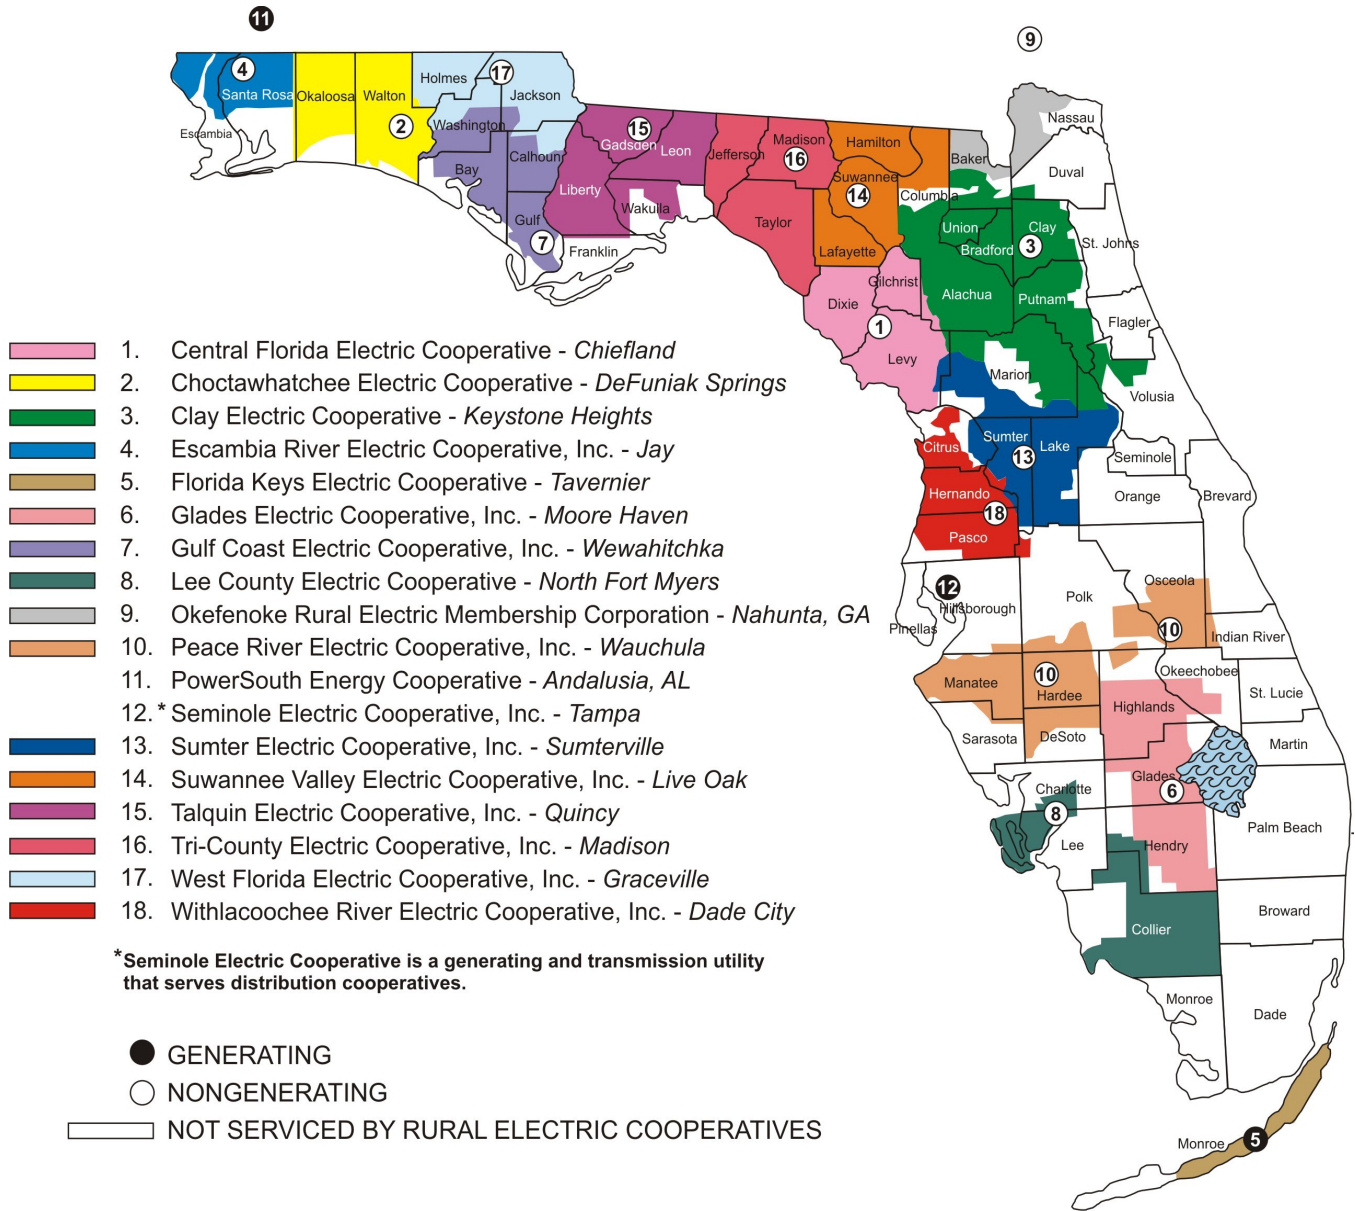 11
9
4
Santa Rosa
Escambia
Okaloosa
Walton
2
Holmes
17
Jackson
Washington
Bay
Calhoun
Gulf
7
Franklin
15
Gadsden
Leon
Liberty
Wakulla
Jefferson
Madison
16
Taylor
Hamilton
Suwannee
14
Lafayette
Columbia
Baker
Nassau
Duval
Union
Bradford
Clay
3
St. Johns
Alachua
Putnam
Flagler
Gilchrist
Dixie
1
Levy
Marion
Volusia
Citrus
Sumter
13
Lake
Seminole
Orange
Brevard
Hernando
18
Pasco
12
Hillsborough
Pinellas
Polk
Osceola
10
Indian River
Manatee
10
Hardee
Okeechobee
St. Lucie
Highlands
Sarasota
DeSoto
Martin
Charlotte
Glades
6
8
Lee
Hendry
Palm Beach
Collier
Broward
Monroe
Dade
Monroe
5
1. Central Florida Electric Cooperative - Chiefland
2. Choctawhatchee Electric Cooperative - DeFuniak Springs
3. Clay Electric Cooperative - Keystone Heights
4. Escambia River Electric Cooperative, Inc. - Jay
5. Florida Keys Electric Cooperative - Tavernier
6. Glades Electric Cooperative, Inc. - Moore Haven
7. Gulf Coast Electric Cooperative, Inc. - Wewahitchka
8. Lee County Electric Cooperative - North Fort Myers
9. Okefenoke Rural Electric Membership Corporation - Nahunta, GA
10. Peace River Electric Cooperative, Inc. - Wauchula
11. PowerSouth Energy Cooperative - Andalusia, AL
12.* Seminole Electric Cooperative, Inc. - Tampa
13. Sumter Electric Cooperative, Inc. - Sumterville
14. Suwannee Valley Electric Cooperative, Inc. - Live Oak
15. Talquin Electric Cooperative, Inc. - Quincy
16. Tri-County Electric Cooperative, Inc. - Madison
17. West Florida Electric Cooperative, Inc. - Graceville
18. Withlacoochee River Electric Cooperative, Inc. - Dade City
*Seminole Electric Cooperative is a generating and transmission utility
that serves distribution cooperatives.
GENERATING
NONGENERATING
NOT SERVICED BY RURAL ELECTRIC COOPERATIVES